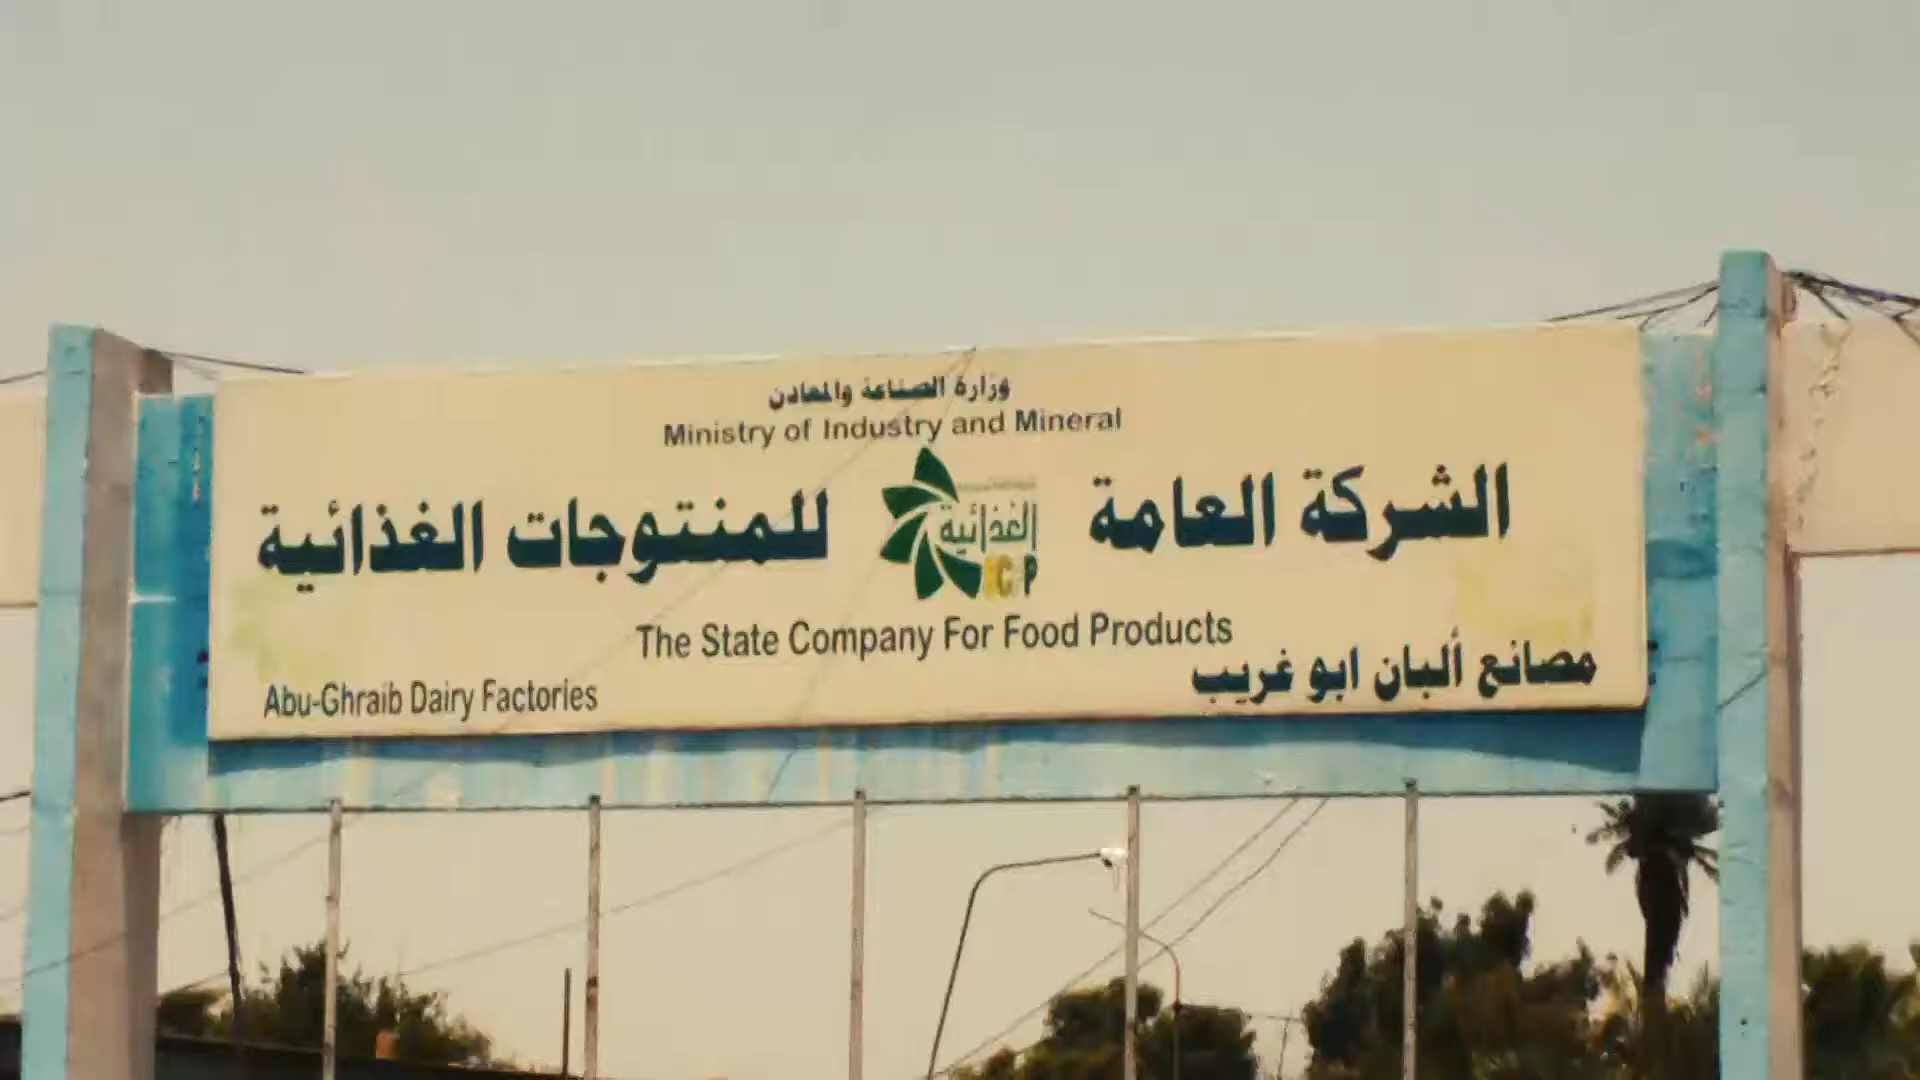 وزارة الصناعة والمعادن
Ministry of Industry and Mineral
الشركة العامة للمنتوجات الغذائية
الغذائية
The State Company For Food Products
مصانع ألبان ابو غريب
Abu-Ghraib Dairy Factories